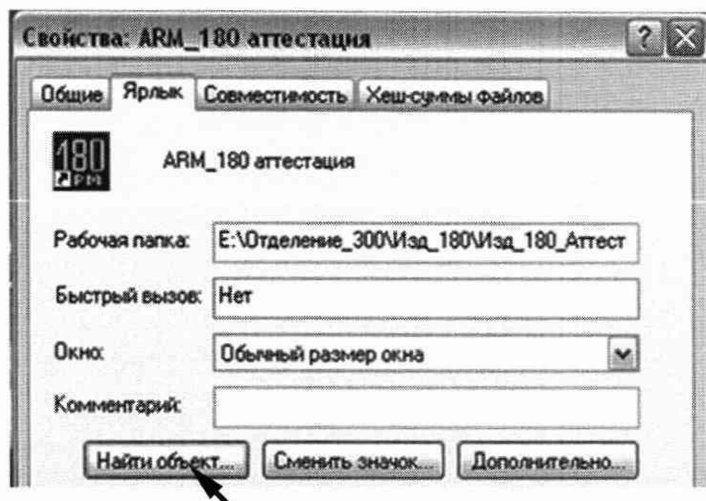 Свойства: ARM_180 аттестация
Общие Ярлык Совместимость Хеш-суммы файлов
180
РМ
ARM_180 аттестация
Рабочая папка: E:\Отделение_300\Изд_180\Изд_180_Аттест
Быстрый вызов: Нет
Окно: Обычный размер окна
Комментарий:
Найти объект... Сменить значок... Дополнительно...